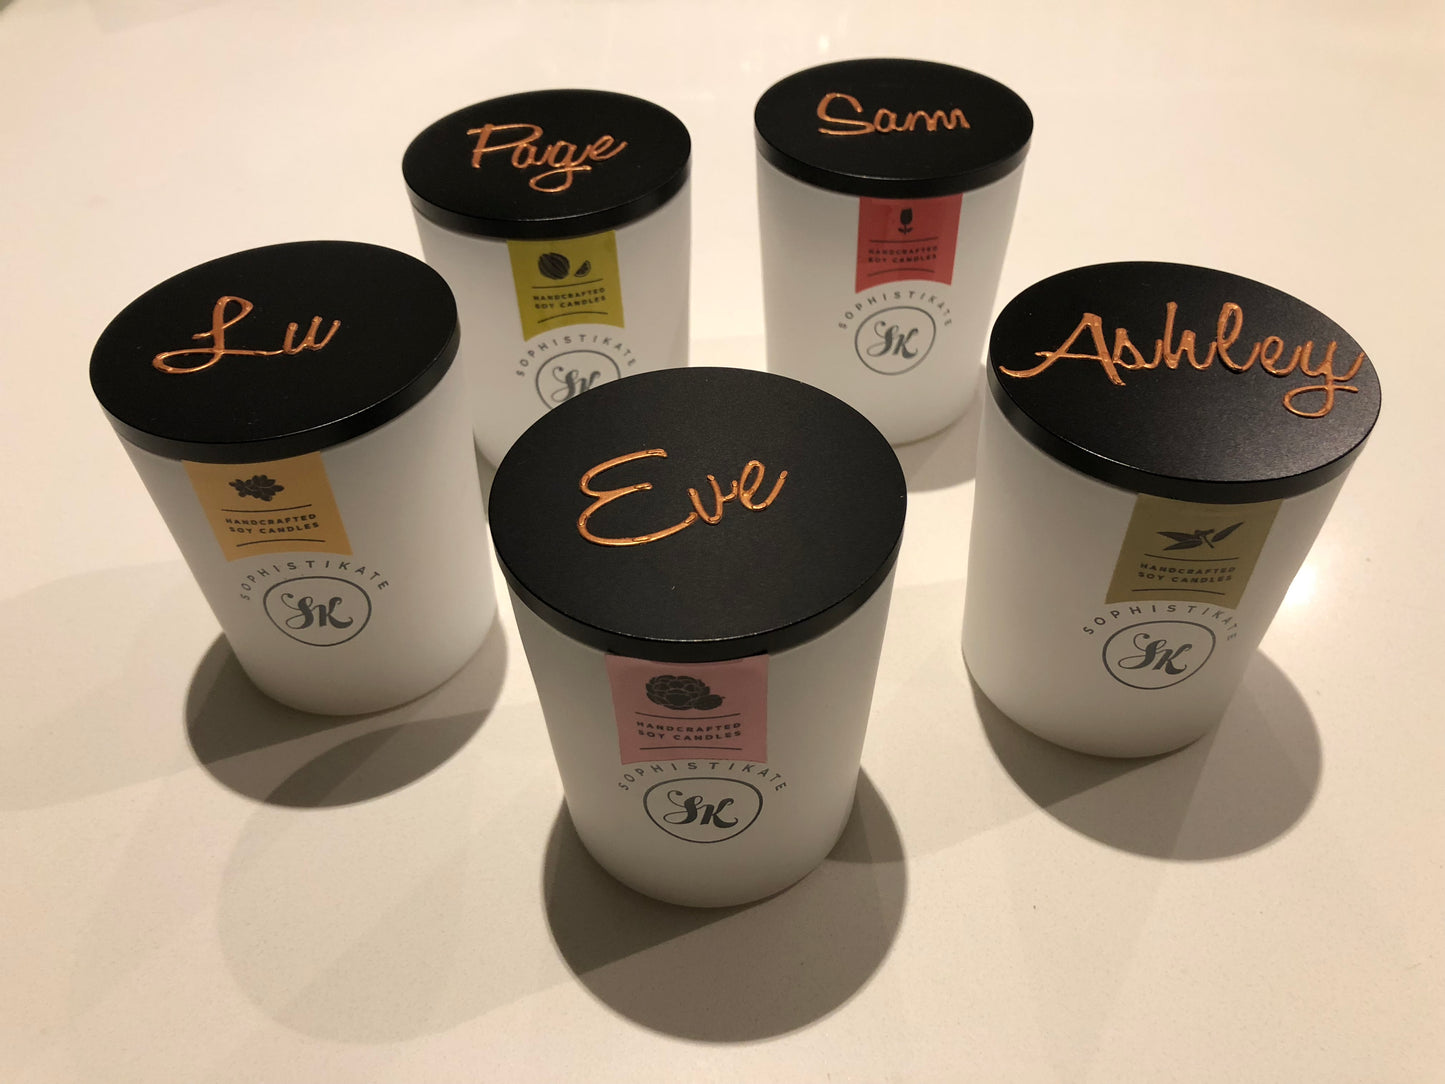 Page
HANDCRAFTED
SOY CANDLES
SOPHISTIKATE
SK
Sam
HANDCRAFTED
SOY CANDLES
SOPHISTIKATE
SK
Lu
HANDCRAFTED
SOY CANDLES
SOPHISTIKATE
SK
Eve
HANDCRAFTED
SOY CANDLES
SOPHISTIKATE
SK
Ashley
HANDCRAFTED
SOY CANDLES
SOPHISTIKATE
SK